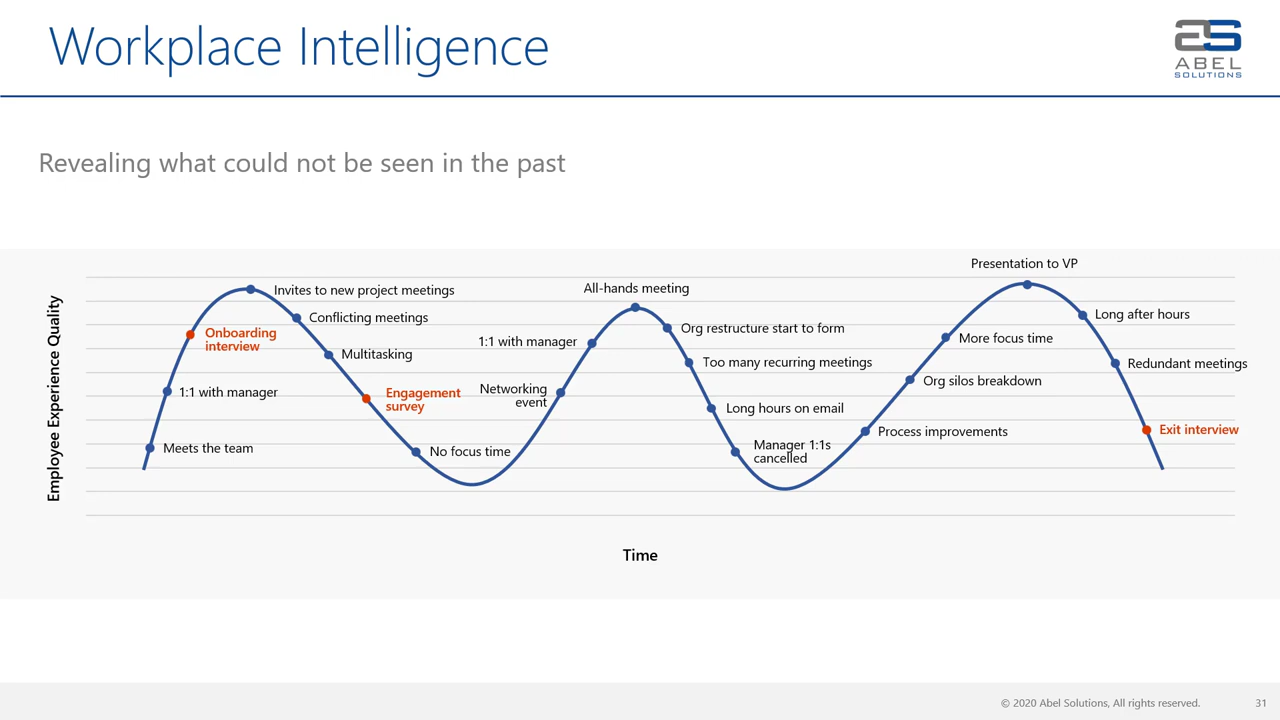 Workplace Intelligence
ABEL
SOLUTIONS
Revealing what could not be seen in the past
Employee Experience Quality
Meets the team
1:1 with manager
Onboarding
interview
Invites to new project meetings
Conflicting meetings
Multitasking
Engagement
survey
No focus time
Networking
event
1:1 with manager
All-hands meeting
Org restructure start to form
Too many recurring meetings
Long hours on email
Manager 1:1s
cancelled
Process improvements
Org silos breakdown
More focus time
Presentation to VP
Long after hours
Redundant meetings
Exit interview
Time
© 2020 Abel Solutions, All rights reserved.
31